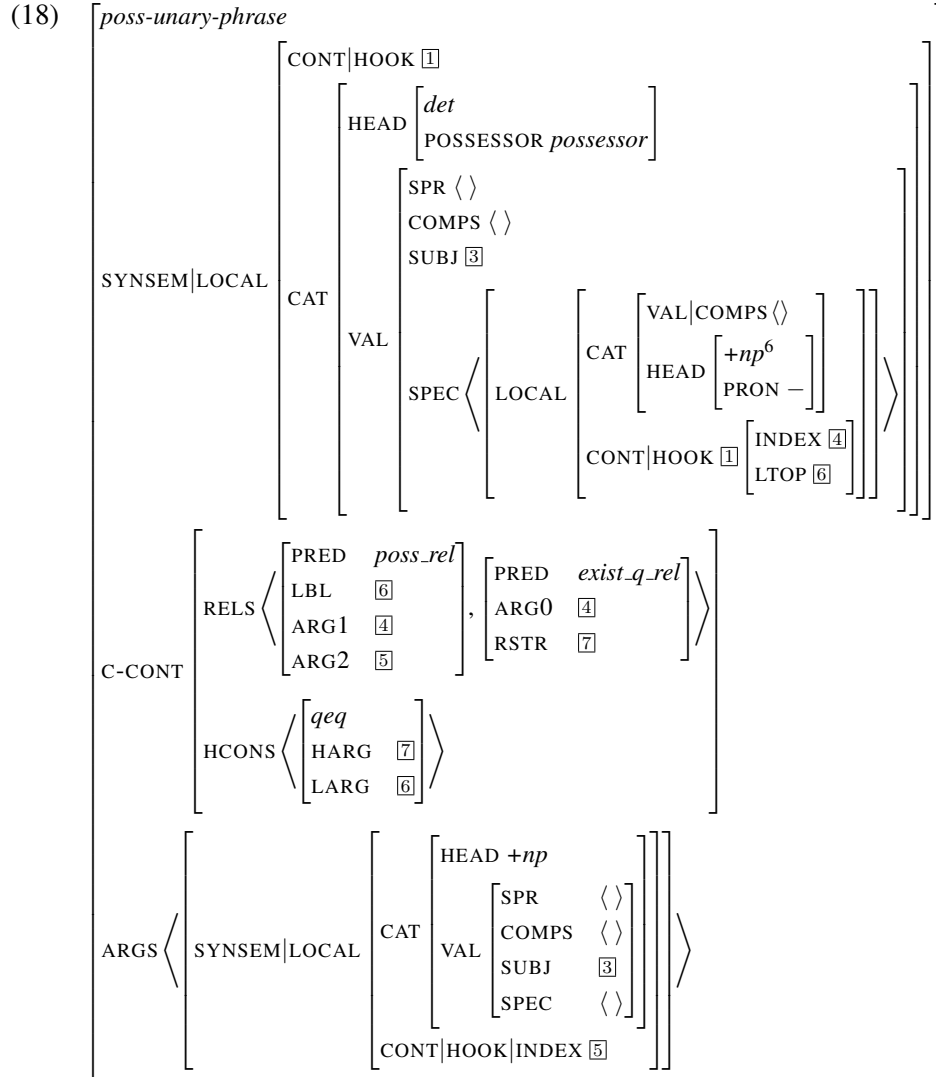 (18)
poss-unary-phrase
CONT|HOOK 1
HEAD det
POSSESSOR possessor
SPR ⟨ ⟩
COMPS ⟨ ⟩
SUBJ 3
SYNSEM|LOCAL
CAT
VAL
VAL|COMPS ⟨⟩
CAT
HEAD +np⁶
PRON −
SPEC
LOCAL
CONT|HOOK 1
INDEX 4
LTOP 6
PRED poss_rel
LBL 6
ARG1 4
ARG2 5
RELS
,
PRED exist_q_rel
ARG0 4
RSTR 7
C-CONT
qeq
HCONS
HARG 7
LARG 6
HEAD +np
SPR ⟨ ⟩
COMPS ⟨ ⟩
ARGS
SYNSEM|LOCAL
CAT
VAL
SUBJ 3
SPEC ⟨ ⟩
CONT|HOOK|INDEX 5